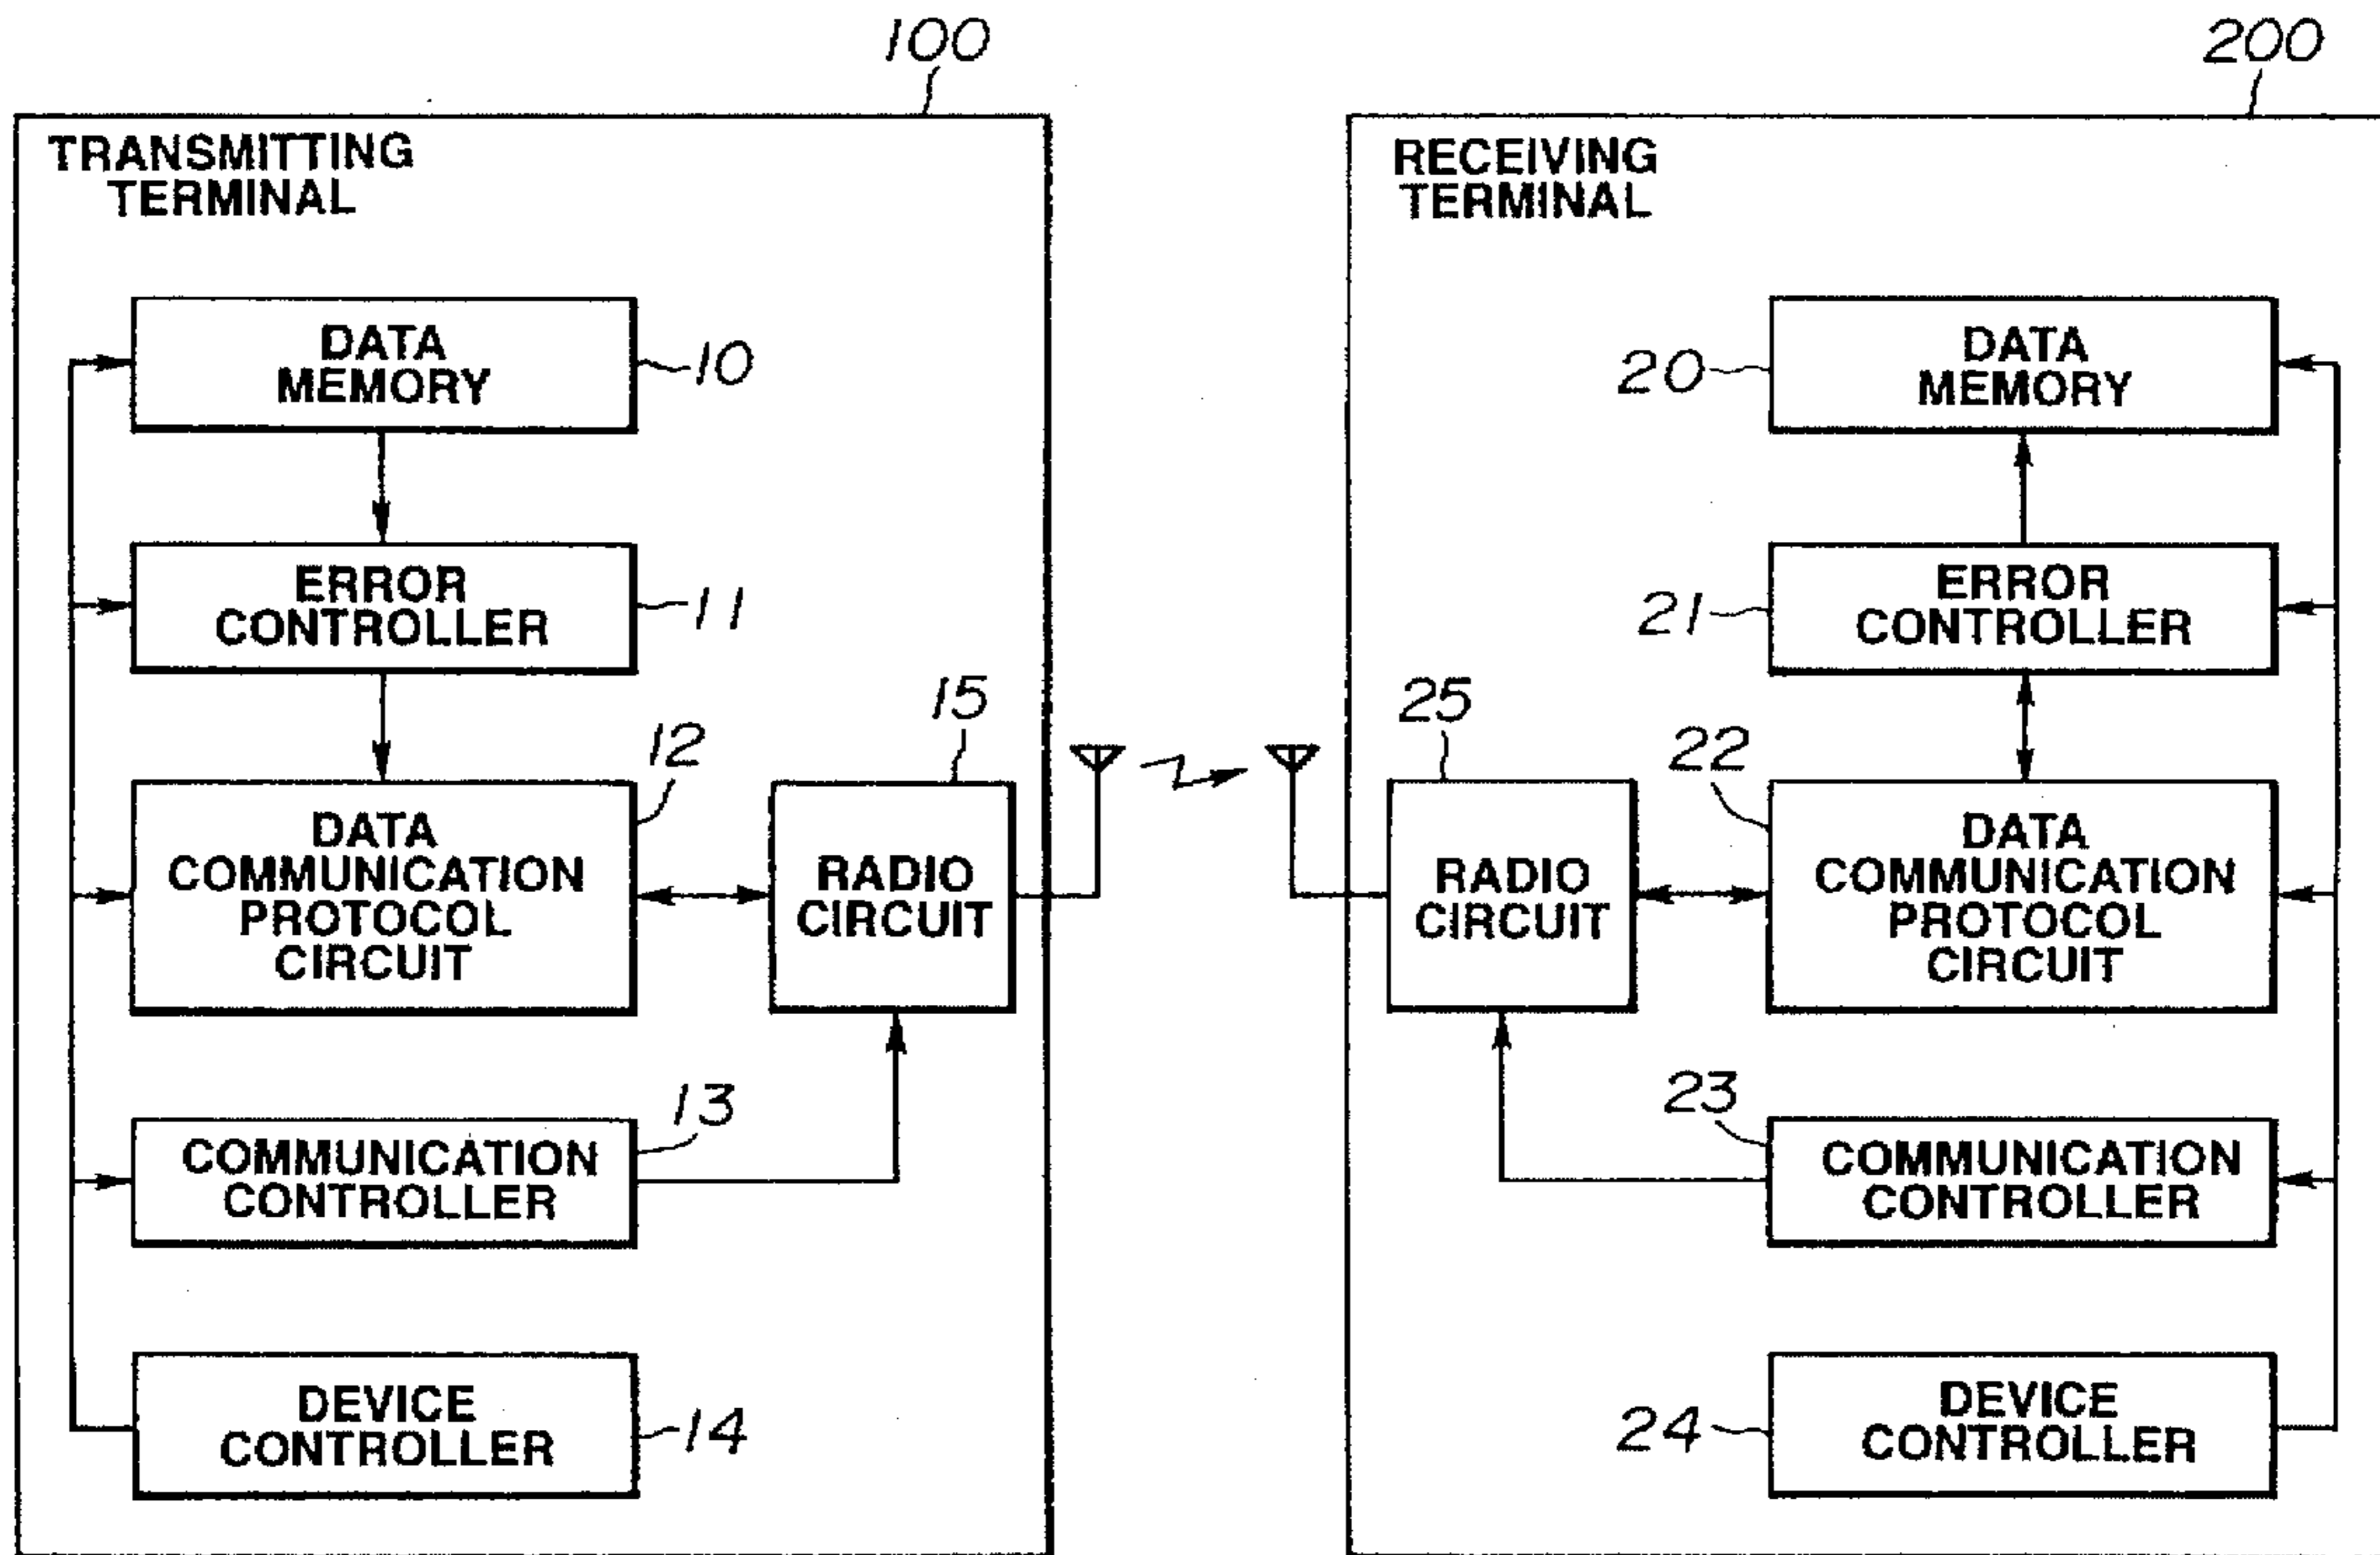 100
TRANSMITTING
TERMINAL
DATA
MEMORY
10
ERROR
CONTROLLER
11
DATA
COMMUNICATION
PROTOCOL
CIRCUIT
12
RADIO
CIRCUIT
15
COMMUNICATION
CONTROLLER
13
DEVICE
CONTROLLER
14
200
RECEIVING
TERMINAL
20
DATA
MEMORY
21
ERROR
CONTROLLER
25
RADIO
CIRCUIT
22
DATA
COMMUNICATION
PROTOCOL
CIRCUIT
23
COMMUNICATION
CONTROLLER
24
DEVICE
CONTROLLER